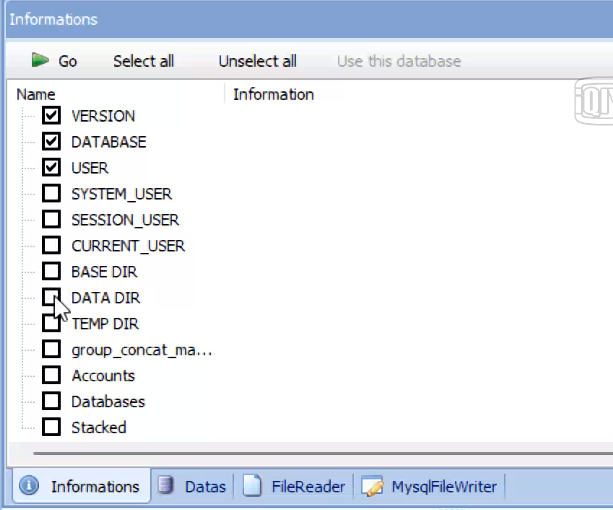 Informations
Go Select all Unselect all Use this database
Name Information
VERSION
DATABASE
USER
SYSTEM_USER
SESSION_USER
CURRENT_USER
BASE DIR
DATA DIR
TEMP DIR
group_concat_ma...
Accounts
Databases
Stacked
Informations Datas FileReader MysqlFileWriter